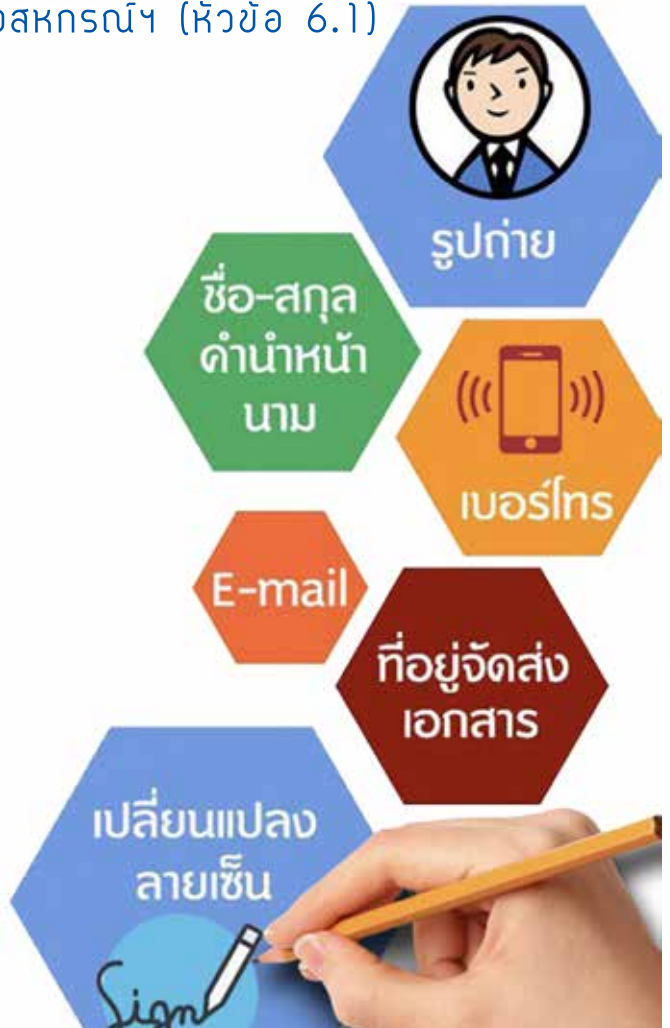 อสหกรณ์ฯ (หัวข้อ 6.1)
รูปถ่าย
ชื่อ-สกุล
คำนำหน้า
นาม
เบอร์โทร
E-mail
ที่อยู่จัดส่ง
เอกสาร
เปลี่ยนแปลง
ลายเซ็น
Sign